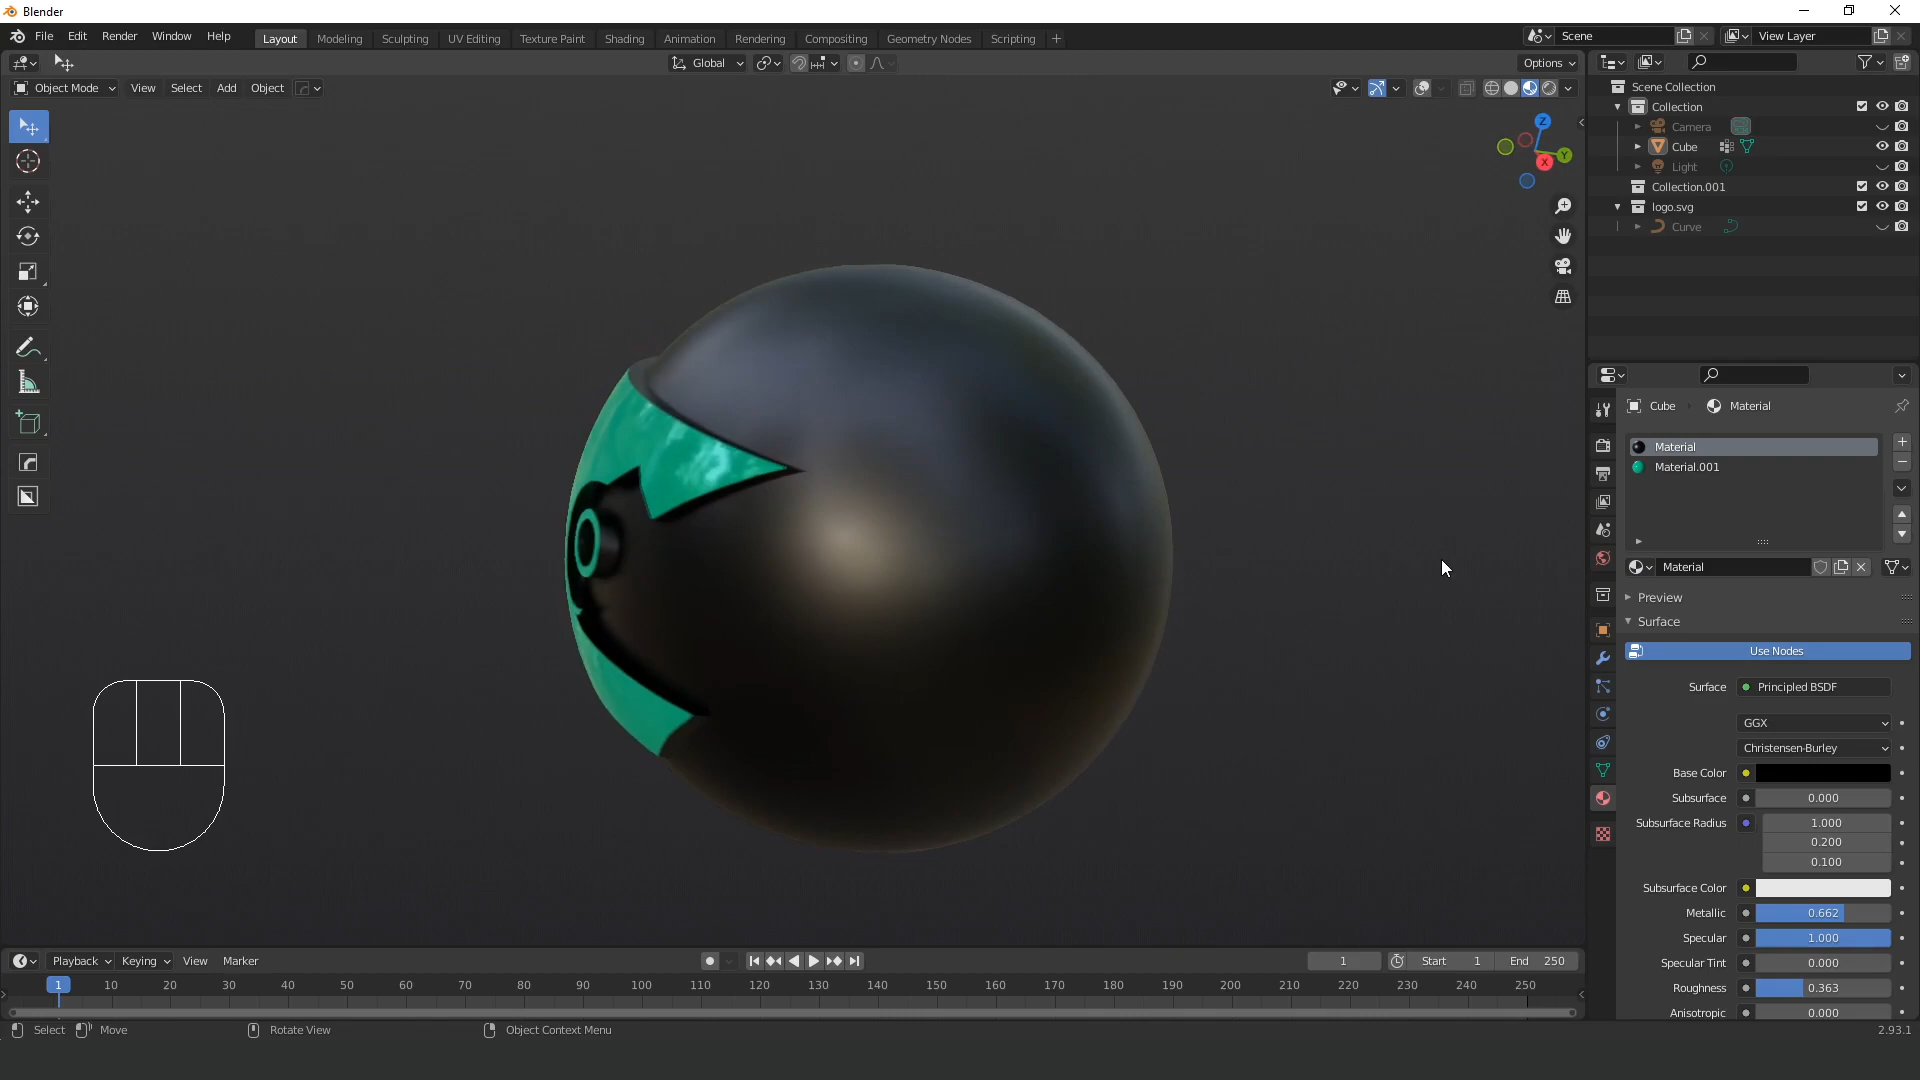 Blender
File Edit Render Window Help
Layout Modeling Sculpting UV Editing Texture Paint Shading Animation Rendering Compositing Geometry Nodes Scripting +
Scene
View Layer
Global
Options
Object Mode View Select Add Object
Z
Y
X
Scene Collection
Collection
Camera
Cube
Light
Collection.001
logo.svg
Curve
Cube Material
Material
Material.001
Material
Preview
Surface
Use Nodes
Surface Principled BSDF
GGX
Christensen-Burley
Base Color
Subsurface 0.000
Subsurface Radius 1.000
0.200
0.100
Subsurface Color
Metallic 0.662
Specular 1.000
Specular Tint 0.000
Roughness 0.363
Anisotropic 0.000
Playback Keying View Marker
1 Start 1 End 250
1 10 20 30 40 50 60 70 80 90 100 110 120 130 140 150 160 170 180 190 200 210 220 230 240 250
Select Move Rotate View Object Context Menu
2.93.1